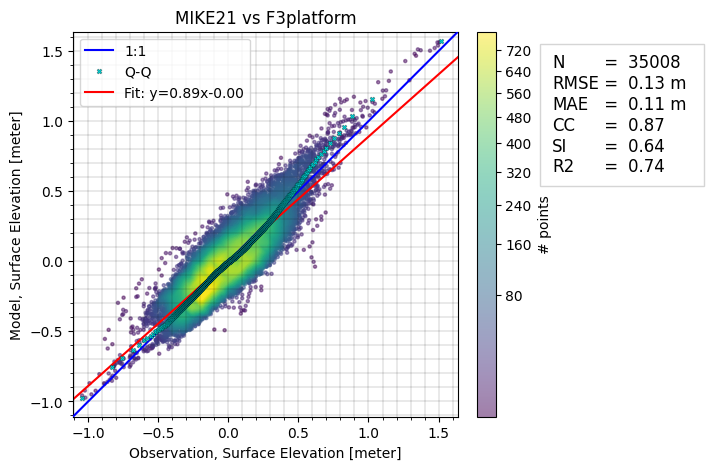 MIKE21 vs F3platform
1:1
Q-Q
Fit: y=0.89x-0.00
Model, Surface Elevation [meter]
1.5
1.0
0.5
0.0
−0.5
−1.0
−1.0 −0.5 0.0 0.5 1.0 1.5
Observation, Surface Elevation [meter]
720
640
560
480
400
320
240
160
80
# points
N = 35008
RMSE = 0.13 m
MAE = 0.11 m
CC = 0.87
SI = 0.64
R2 = 0.74